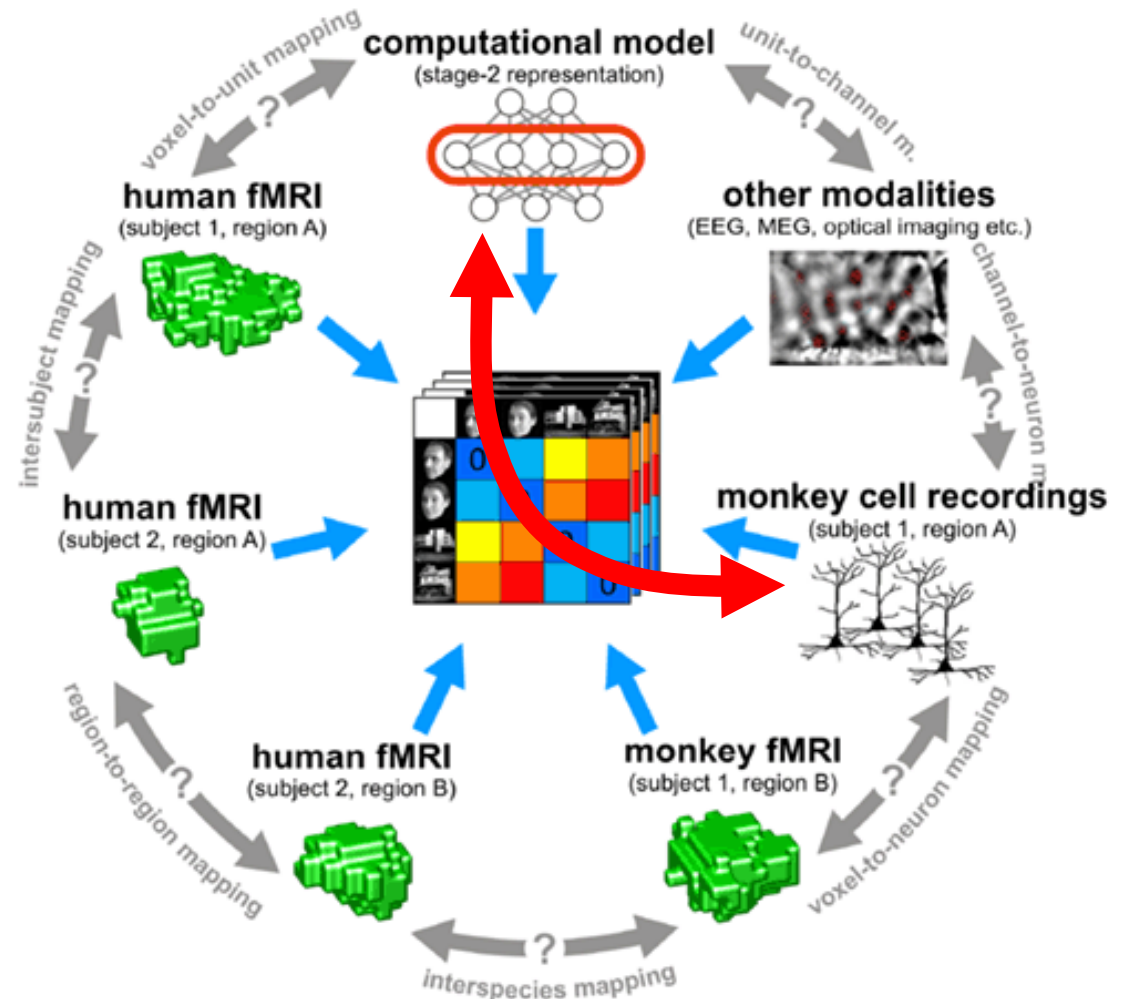 voxel-to-unit mapping
?
computational model
(stage-2 representation)
unit-to-channel m.
?
human fMRI
(subject 1, region A)
other modalities
(EEG, MEG, optical imaging etc.)
intersubject mapping
?
channel-to-neuron m
?
0
0
human fMRI
(subject 2, region A)
monkey cell recordings
(subject 1, region A)
region-to-region mapping
?
human fMRI
(subject 2, region B)
monkey fMRI
(subject 1, region B)
voxel-to-neuron mapping
?
?
interspecies mapping